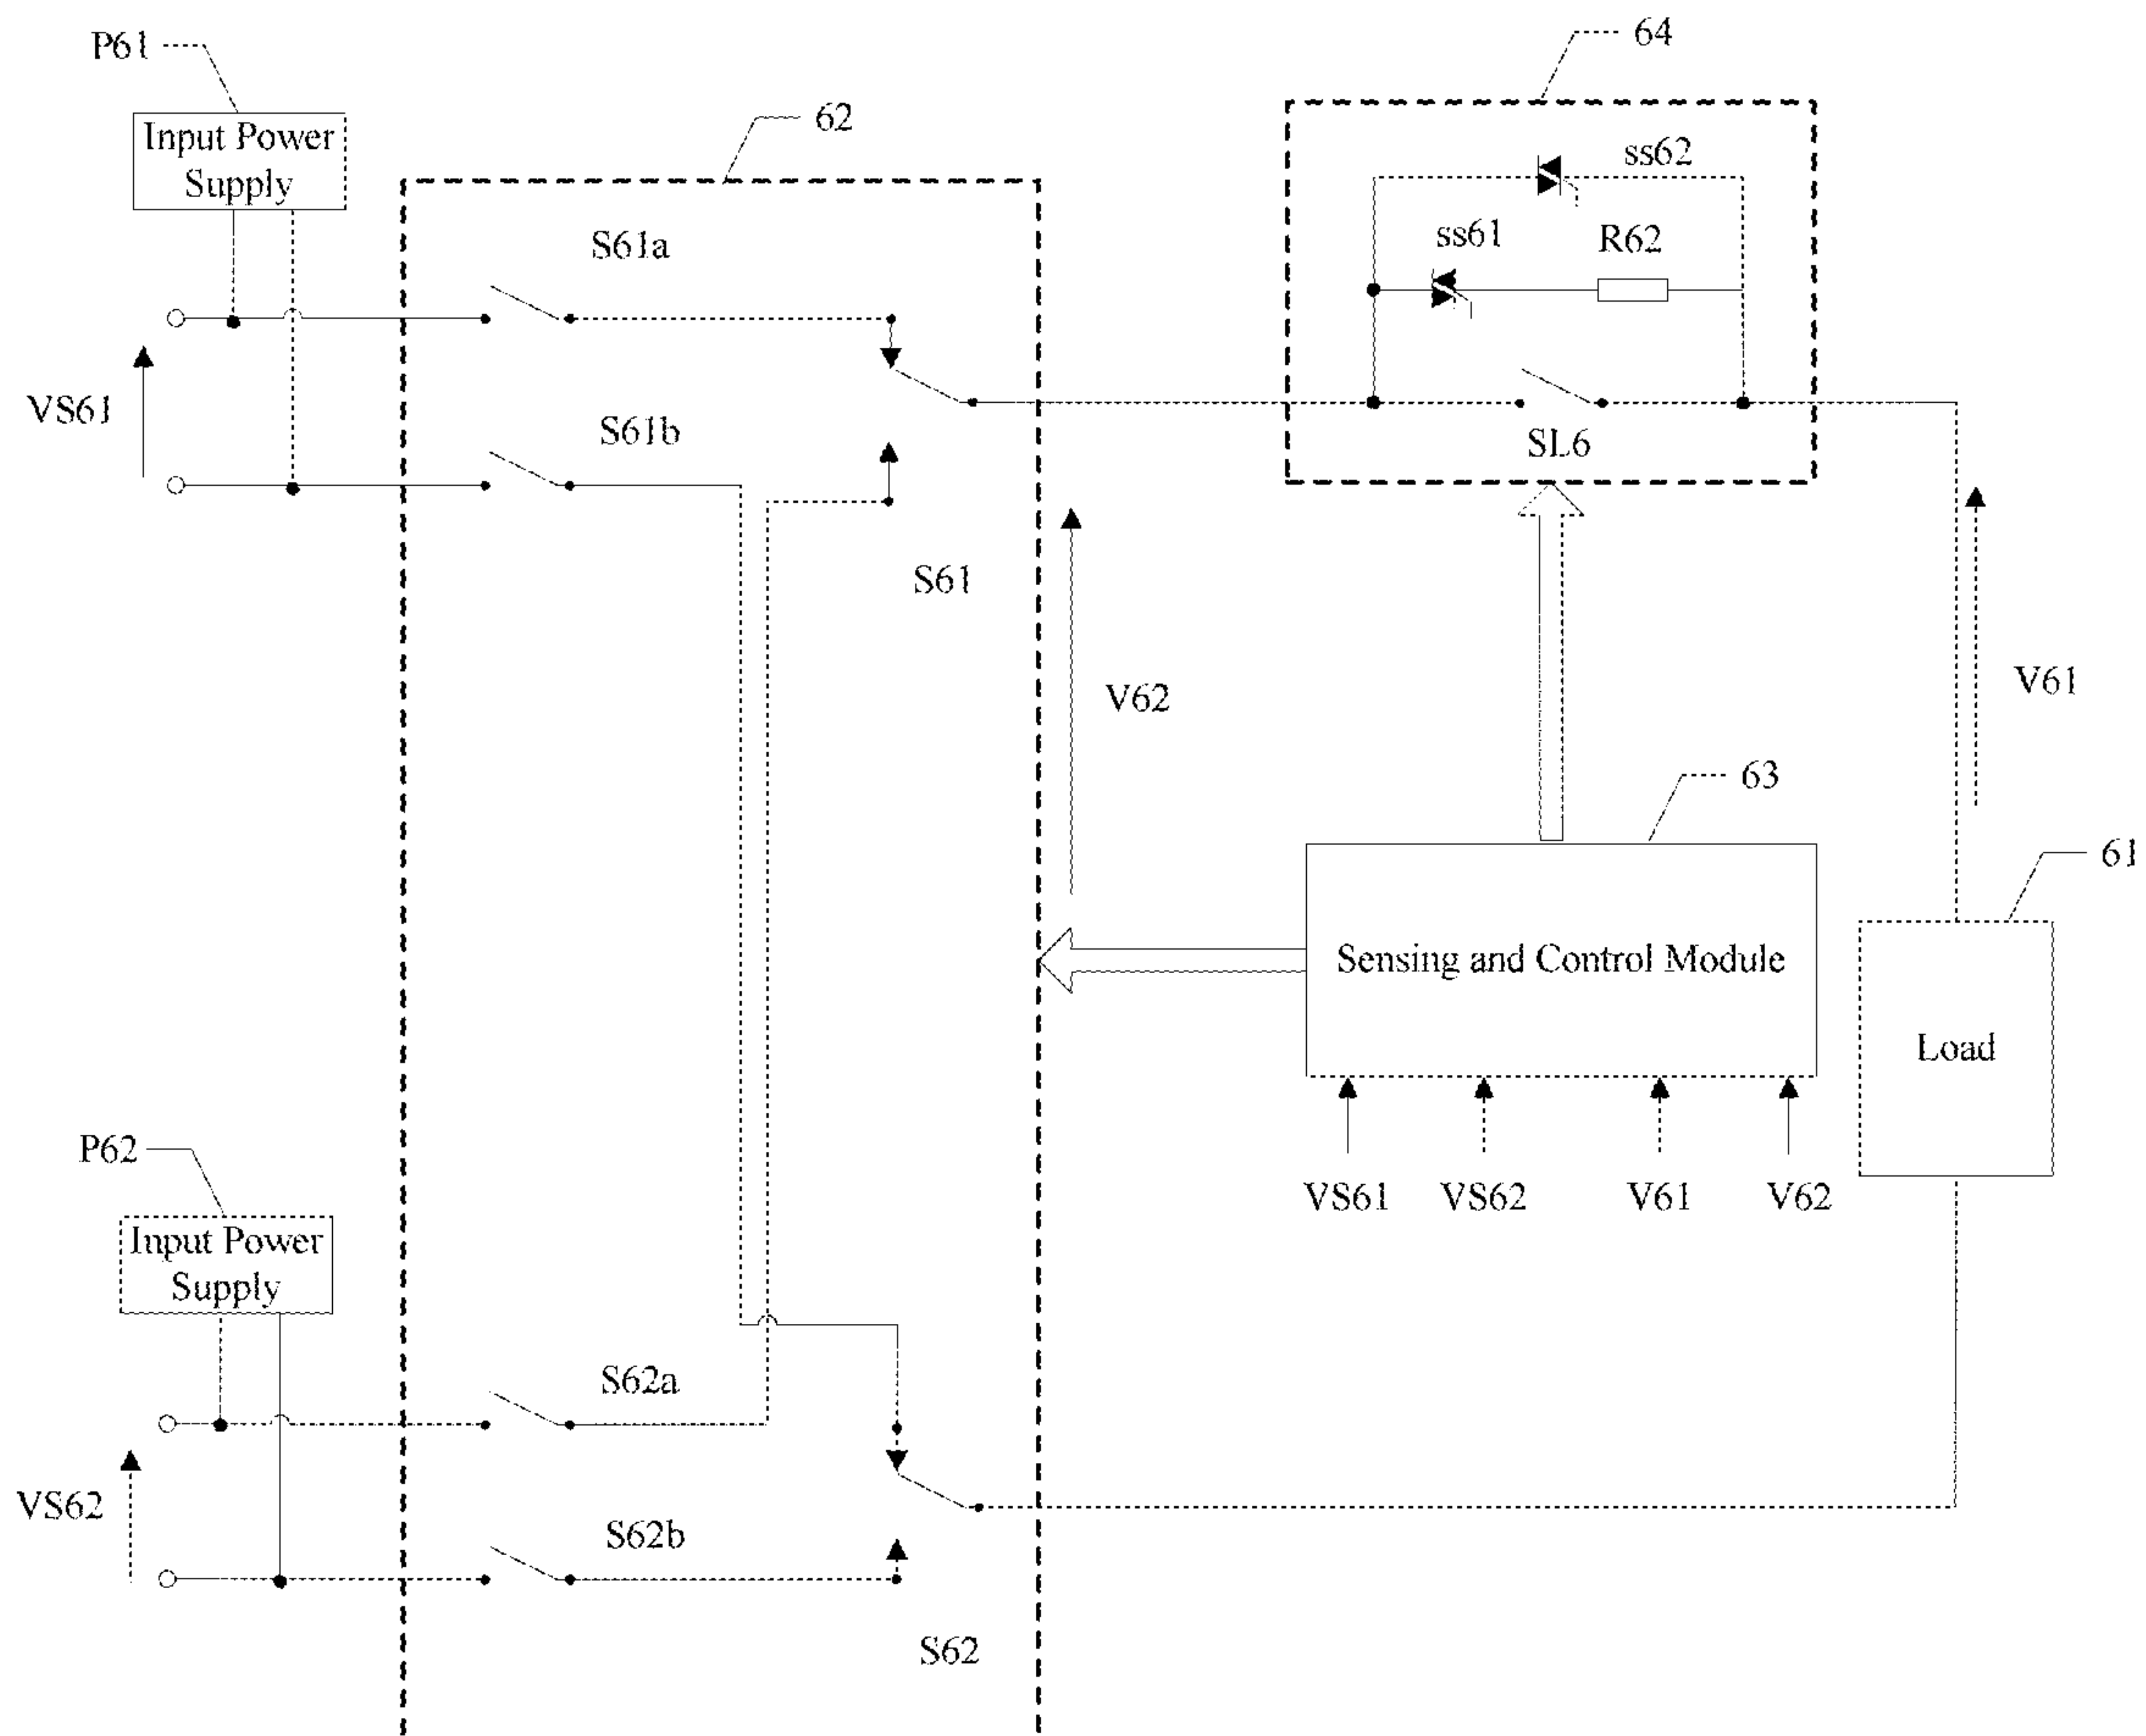 P61
64
Input Power
Supply
62
ss62
S61a
ss61
R62
VS61
S61b
SL6
S61
V62
V61
63
61
Sensing and Control Module
Load
P62
VS61
VS62
V61
V62
Input Power
Supply
S62a
VS62
S62b
S62